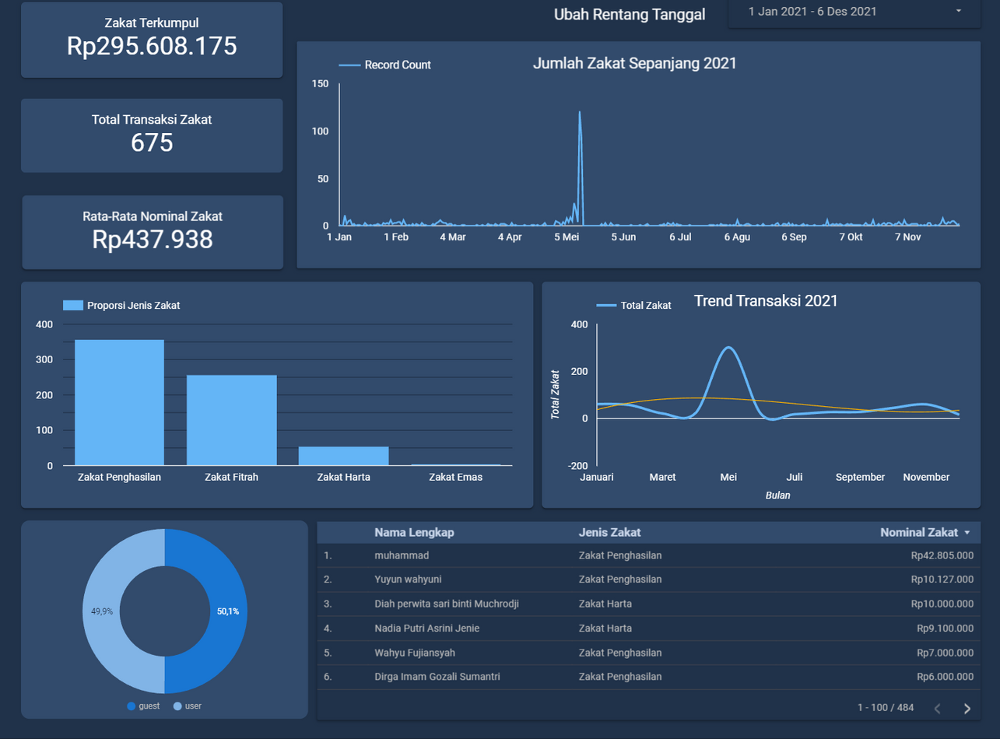 Zakat Terkumpul
Rp295.608.175
Ubah Rentang Tanggal
1 Jan 2021 - 6 Des 2021
Total Transaksi Zakat
675
Rata-Rata Nominal Zakat
Rp437.938
Record Count
Jumlah Zakat Sepanjang 2021
150
100
50
0
1 Jan 1 Feb 4 Mar 4 Apr 5 Mei 5 Jun 6 Jul 6 Agu 6 Sep 7 Okt 7 Nov
Proporsi Jenis Zakat
400
300
200
100
0
Zakat Penghasilan Zakat Fitrah Zakat Harta Zakat Emas
Total Zakat
Trend Transaksi 2021
Total Zakat
400
200
0
-200
Januari Maret Mei Juli September November
Bulan
49,9% 50,1%
guest user
Nama Lengkap Jenis Zakat Nominal Zakat
1. muhammad Zakat Penghasilan Rp42.805.000
2. Yuyun wahyuni Zakat Penghasilan Rp10.127.000
3. Diah perwita sari binti Muchrodji Zakat Harta Rp10.000.000
4. Nadia Putri Asrini Jenie Zakat Harta Rp9.100.000
5. Wahyu Fujiansyah Zakat Penghasilan Rp7.000.000
6. Dirga Imam Gozali Sumantri Zakat Penghasilan Rp6.000.000
1 - 100 / 484